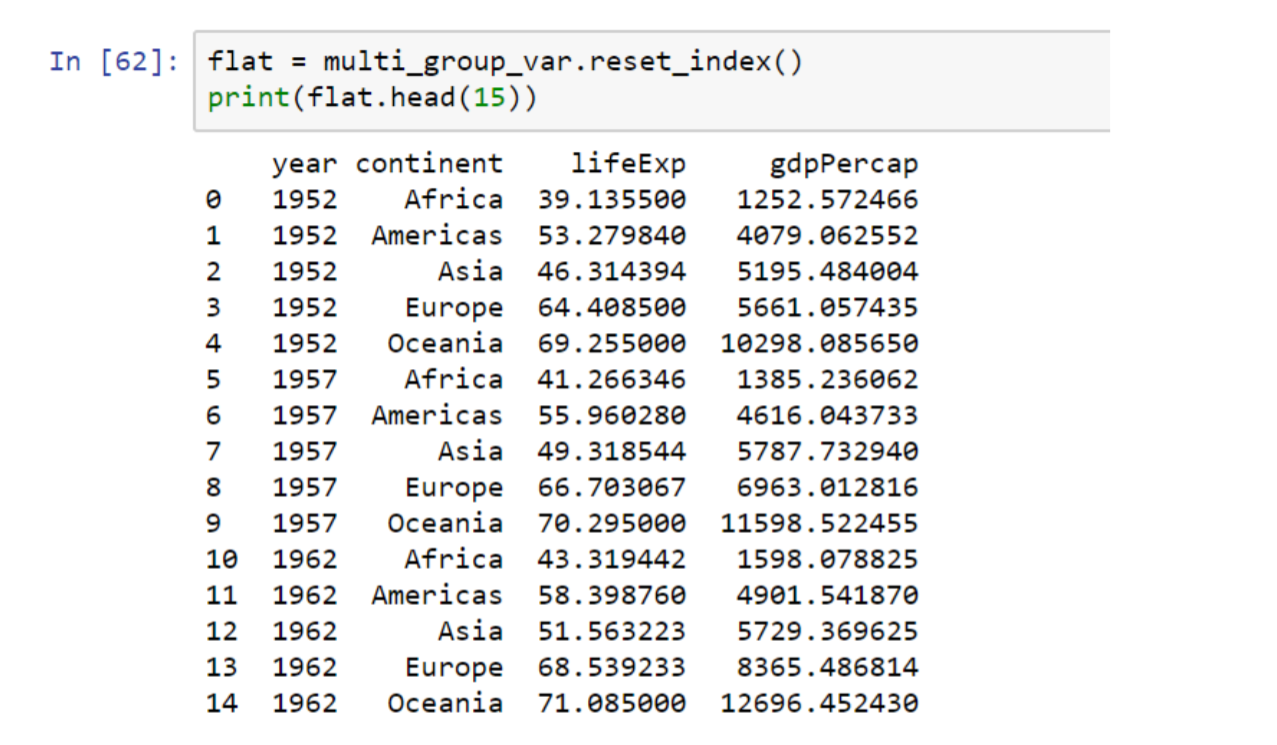 In [62]: flat = multi_group_var.reset_index()
print(flat.head(15))
year continent lifeExp gdpPercap
0 1952 Africa 39.135500 1252.572466
1 1952 Americas 53.279840 4079.062552
2 1952 Asia 46.314394 5195.484004
3 1952 Europe 64.408500 5661.057435
4 1952 Oceania 69.255000 10298.085650
5 1957 Africa 41.266346 1385.236062
6 1957 Americas 55.960280 4616.043733
7 1957 Asia 49.318544 5787.732940
8 1957 Europe 66.703067 6963.012816
9 1957 Oceania 70.295000 11598.522455
10 1962 Africa 43.319442 1598.078825
11 1962 Americas 58.398760 4901.541870
12 1962 Asia 51.563223 5729.369625
13 1962 Europe 68.539233 8365.486814
14 1962 Oceania 71.085000 12696.452430